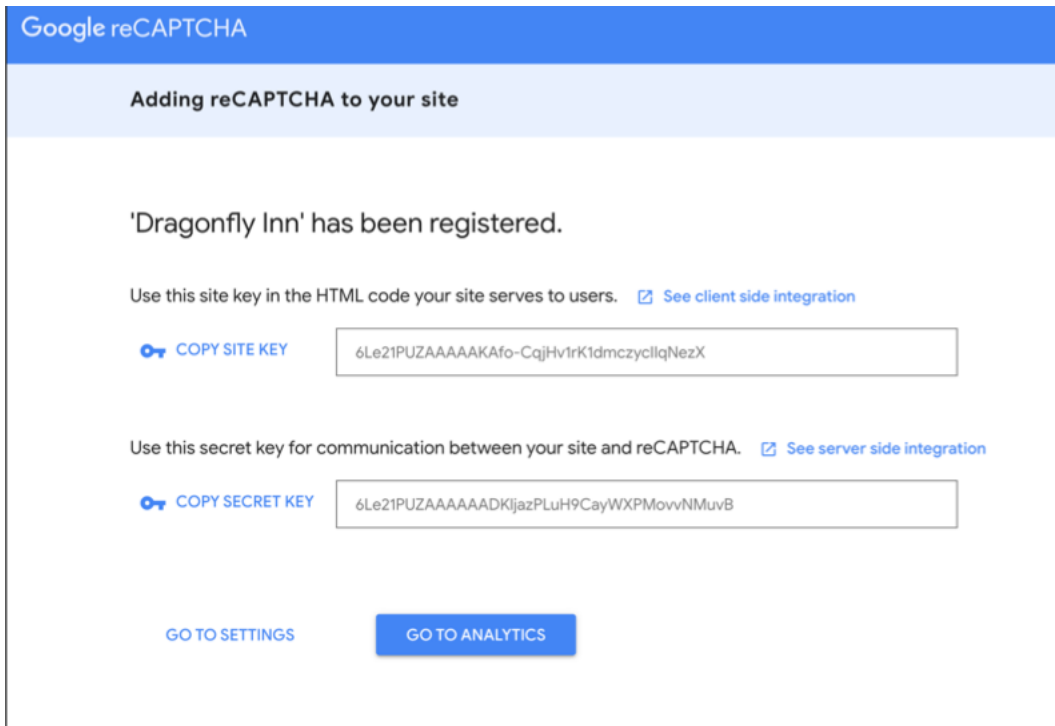 Google reCAPTCHA
Adding reCAPTCHA to your site
'Dragonfly Inn' has been registered.
Use this site key in the HTML code your site serves to users. See client side integration
COPY SITE KEY 6Le21PUZAAAAAKAfo-CqjHv1rK1dmczycllqNezX
Use this secret key for communication between your site and reCAPTCHA. See server side integration
COPY SECRET KEY 6Le21PUZAAAAAADKljazPLuH9CayWXPMovvNMuvB
GO TO SETTINGS GO TO ANALYTICS